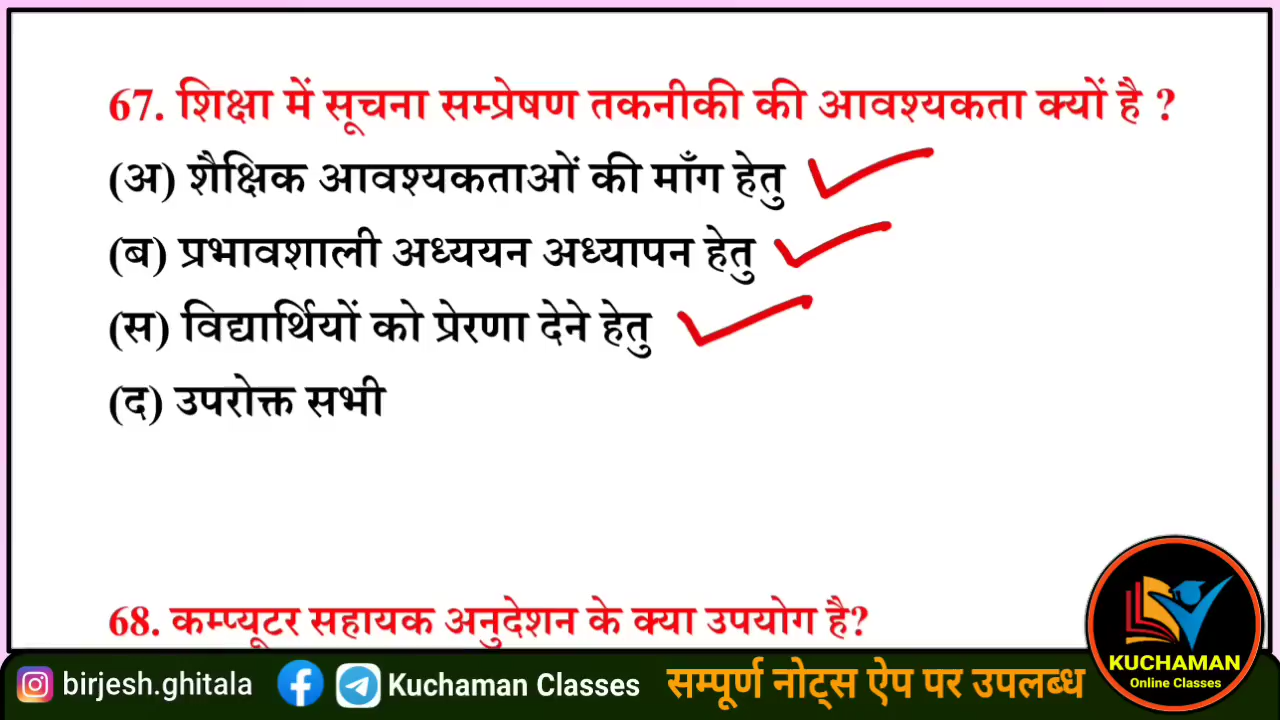 67. शिक्षा में सूचना सम्प्रेषण तकनीकी की आवश्यकता क्यों है ?
(अ) शैक्षिक आवश्यकताओं की माँग हेतु
(ब) प्रभावशाली अध्ययन अध्यापन हेतु
(स) विद्यार्थियों को प्रेरणा देने हेतु
(द) उपरोक्त सभी
68. कम्प्यूटर सहायक अनुदेशन के क्या उपयोग है?
KUCHAMAN
Online Classes
birjesh.ghitala
Kuchaman Classes
सम्पूर्ण नोट्स ऐप पर उपलब्ध